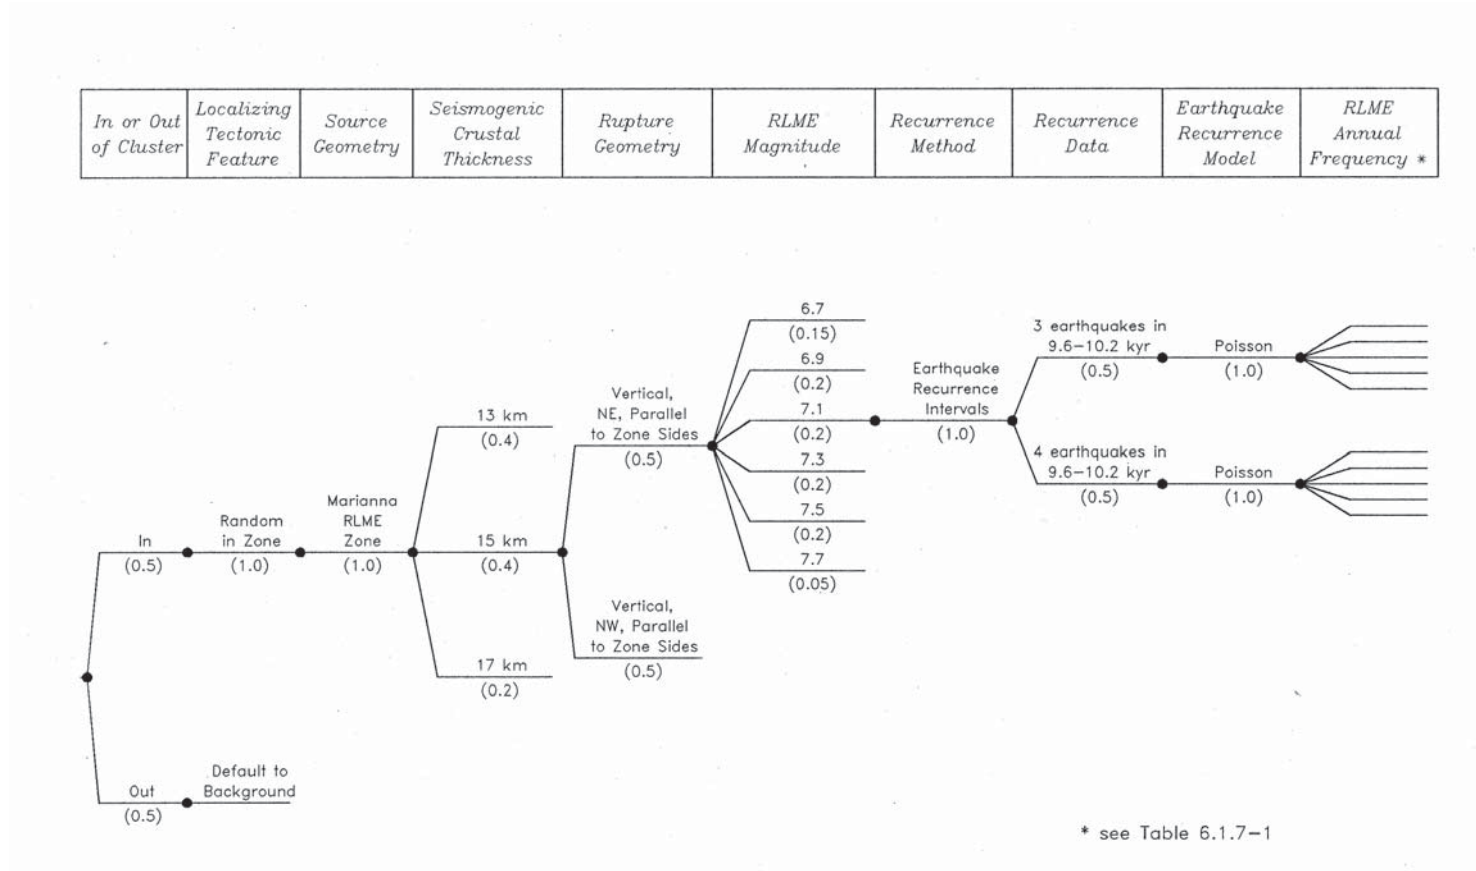 In or Out
of Cluster
Localizing
Tectonic
Feature
Source
Geometry
Seismogenic
Crustal
Thickness
Rupture
Geometry
RLME
Magnitude
Recurrence
Method
Recurrence
Data
Earthquake
Recurrence
Model
RLME
Annual
Frequency *
In
(0.5)
Out
(0.5)
Random
in Zone
(1.0)
Default to
Background
Marianna
RLME
Zone
(1.0)
13 km
(0.4)
15 km
(0.4)
17 km
(0.2)
Vertical,
NE, Parallel
to Zone Sides
(0.5)
Vertical,
NW, Parallel
to Zone Sides
(0.5)
6.7
(0.15)
6.9
(0.2)
7.1
(0.2)
7.3
(0.2)
7.5
(0.2)
7.7
(0.05)
Earthquake
Recurrence
Intervals
(1.0)
3 earthquakes in
9.6–10.2 kyr
(0.5)
4 earthquakes in
9.6–10.2 kyr
(0.5)
Poisson
(1.0)
Poisson
(1.0)
* see Table 6.1.7–1